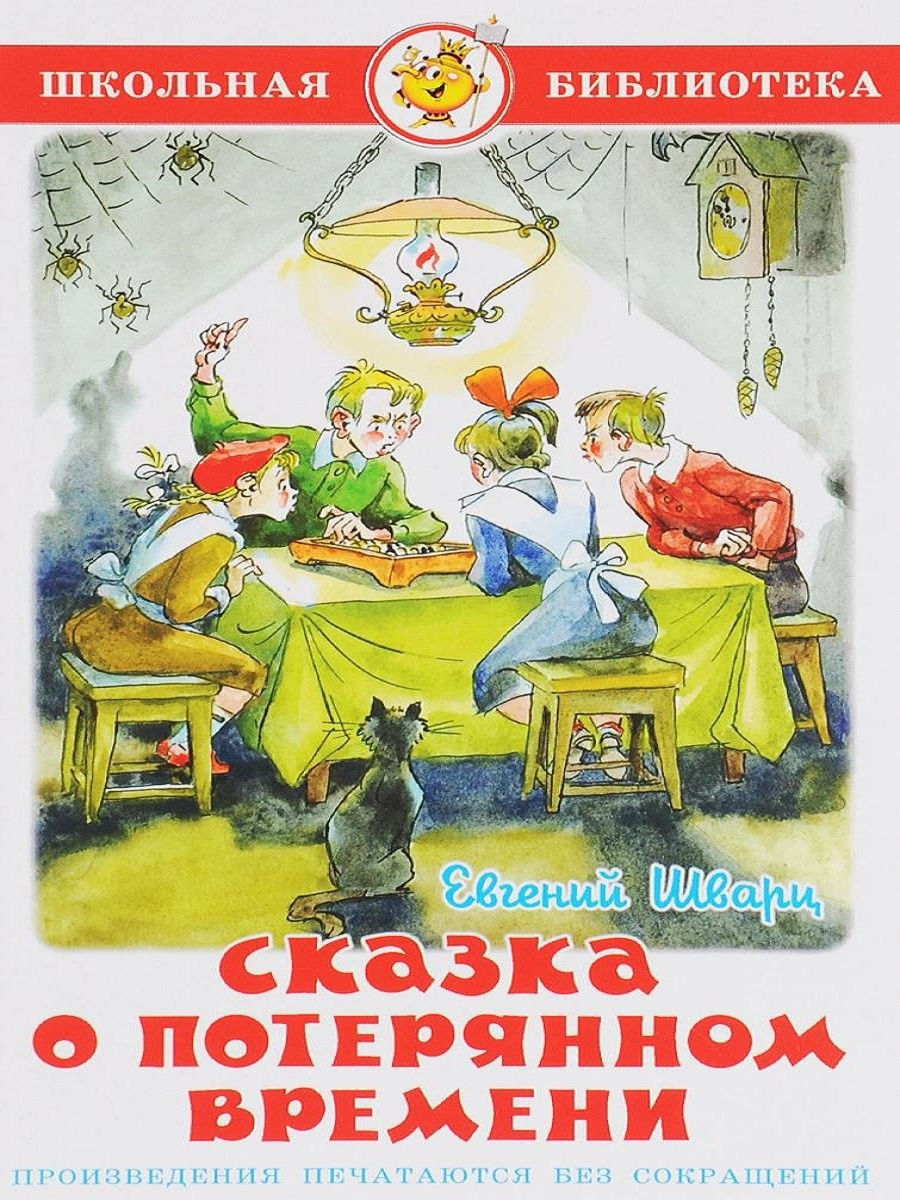 ШКОЛЬНАЯ БИБЛИОТЕКА
Евгений Шварц
Сказка
о потерянном
времени
ПРОИЗВЕДЕНИЯ ПЕЧАТАЮТСЯ БЕЗ СОКРАЩЕНИЙ